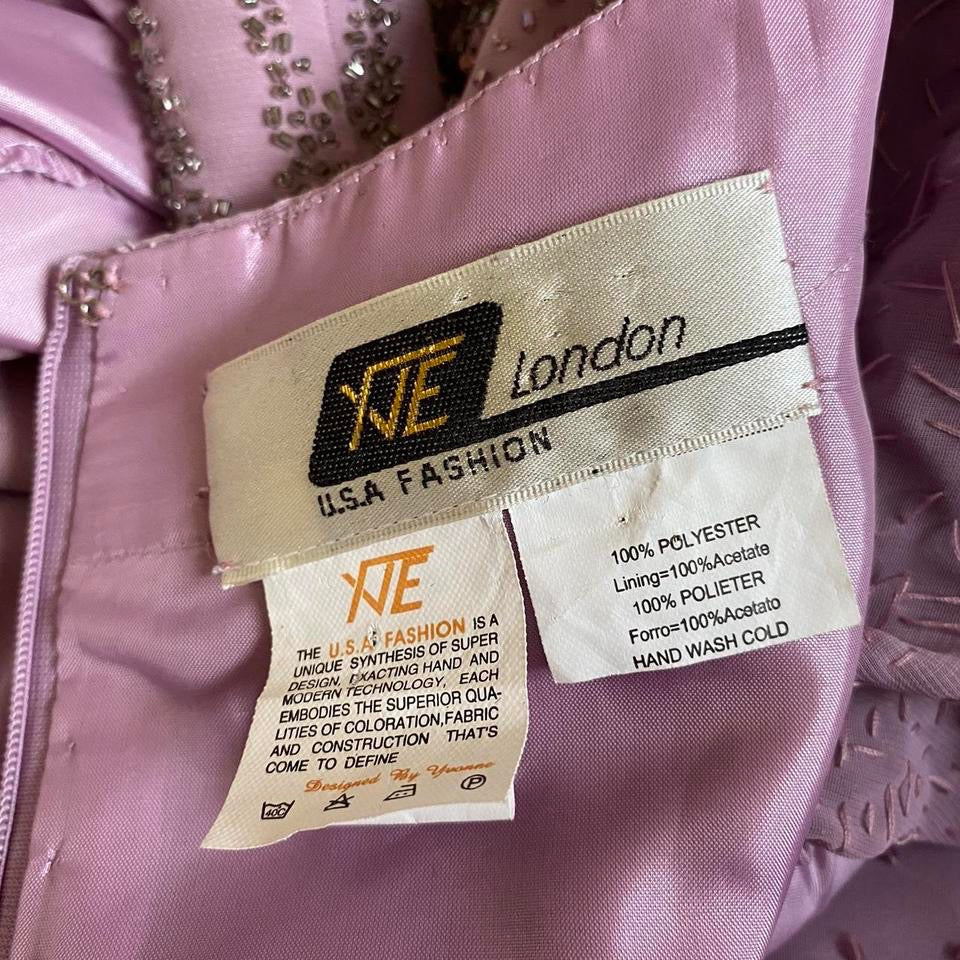 YJE London
U.S.A FASHION
YJE
THE U.S.A FASHION IS A
UNIQUE SYNTHESIS OF SUPER
DESIGN, EXACTING HAND AND
MODERN TECHNOLOGY, EACH
EMBODIES THE SUPERIOR QUA-
LITIES OF COLORATION,FABRIC
AND CONSTRUCTION THAT'S
COME TO DEFINE
Designed By Yvonne
40C P
100% POLYESTER
Lining=100%Acetate
100% POLIETER
Forro=100%Acetato
HAND WASH COLD